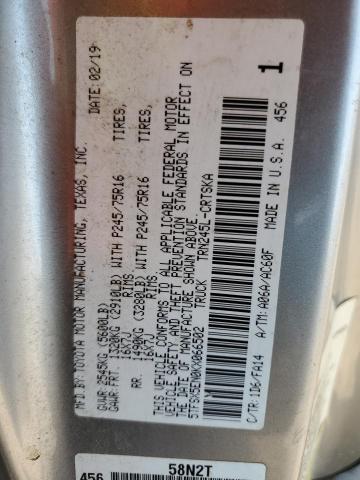 MFD BY: TOYOTA MOTOR MANUFACTURING, TEXAS, INC. DATE: 02/19
GVWR 2545KG (5600LB)
GAWR:FRT. 1320KG (2910LB) WITH P245/75R16 TIRES,
16X7J RIMS
RR. 1490KG (3280LB) WITH P245/75R16 TIRES,
16X7J RIMS
THIS VEHICLE CONFORMS TO ALL APPLICABLE FEDERAL MOTOR
VEHICLE SAFETY AND THEFT PREVENTION STANDARDS IN EFFECT ON
THE DATE OF MANUFACTURE SHOWN ABOVE.
5TFSX5EN0KX066502 TRUCK TRN245L-CRTSKA
1
C/TR:1D6/FA14 A/TM:A06A/AC60F MADE IN U.S.A. 456
456 58N2T